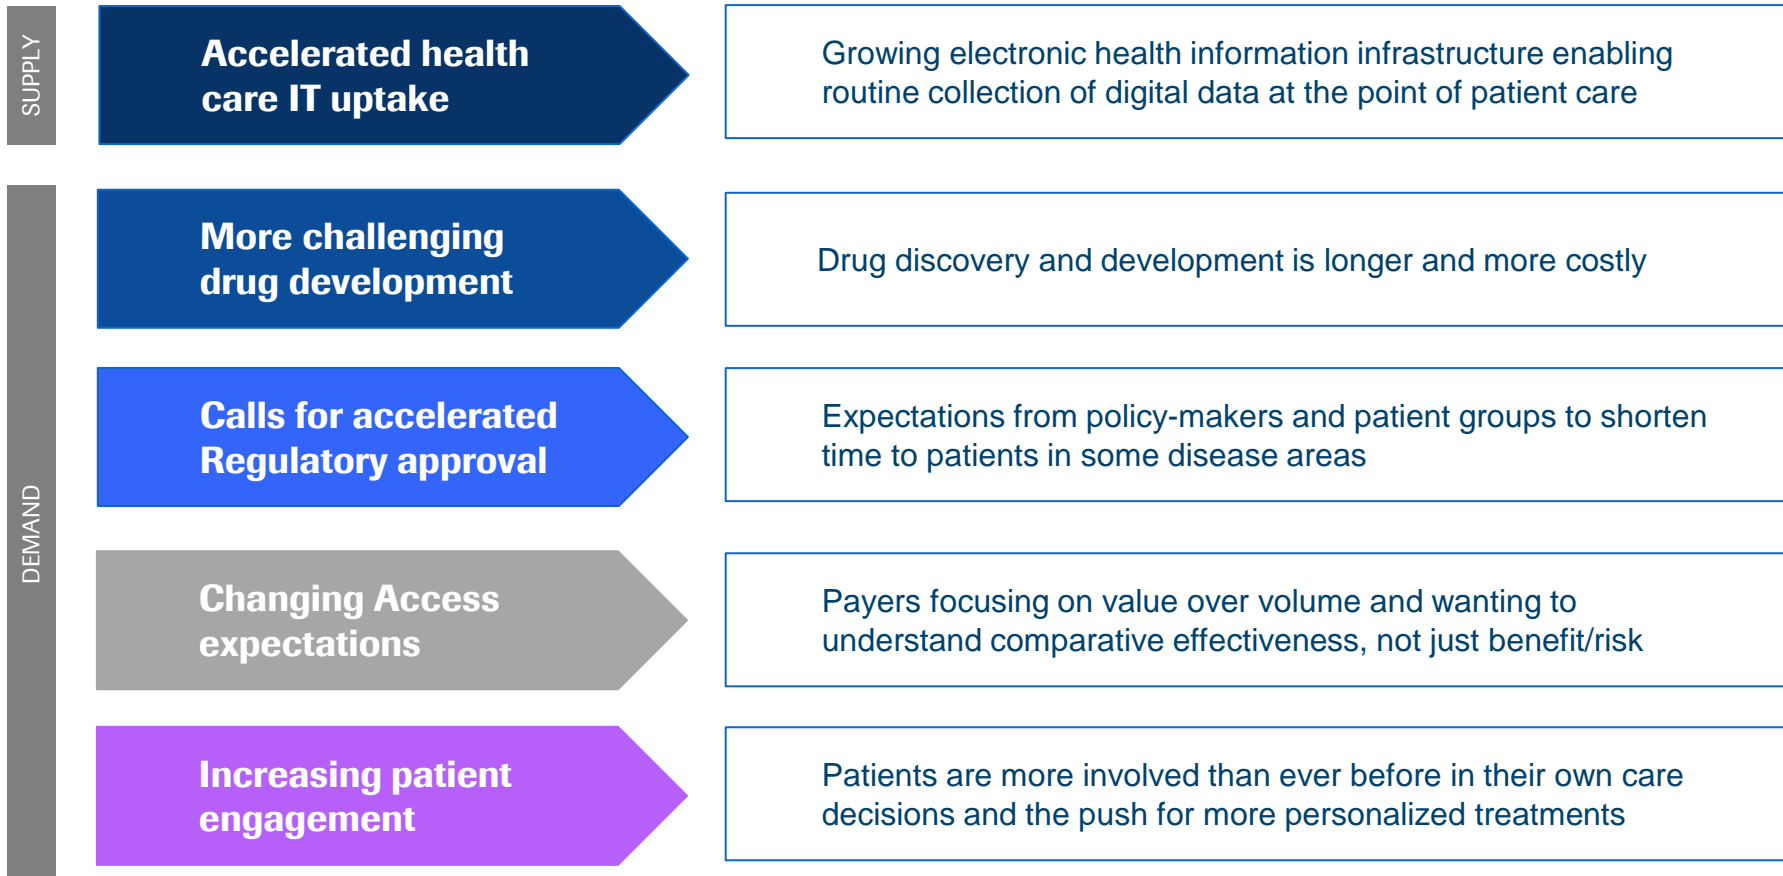 SUPPLY
Accelerated health
care IT uptake
Growing electronic health information infrastructure enabling
routine collection of digital data at the point of patient care
DEMAND
More challenging
drug development
Drug discovery and development is longer and more costly
Calls for accelerated
Regulatory approval
Expectations from policy-makers and patient groups to shorten
time to patients in some disease areas
Changing Access
expectations
Payers focusing on value over volume and wanting to
understand comparative effectiveness, not just benefit/risk
Increasing patient
engagement
Patients are more involved than ever before in their own care
decisions and the push for more personalized treatments